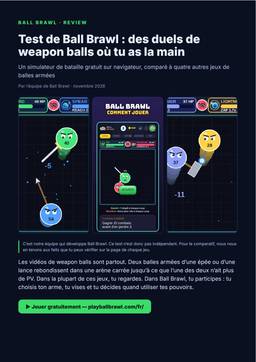 BALL BRAWL · REVIEW
Test de Ball Brawl : des duels de
weapon balls où tu as la main
Un simulateur de bataille gratuit sur navigateur, comparé à quatre autres jeux de
balles armées
Par l'équipe de Ball Brawl · novembre 2025
BALL BRAWL
COMMENT JOUER
-5
-11
C'est notre équipe qui développe Ball Brawl. Ce test n'est donc pas indépendant. Pour le comparatif, nous nous
en tenons aux faits que tu peux vérifier sur la page de chaque jeu.
Les vidéos de weapon balls sont partout. Deux balles armées d'une épée ou d'une
lance rebondissent dans une arène carrée jusqu'à ce que l'un des deux n'ait plus
de PV. Dans la plupart de ces jeux, tu regardes. Dans Ball Brawl, tu participes : tu
choisis ton arme, tu vises et tu décides quand utiliser tes pouvoirs.
▶ Jouer gratuitement — playballbrawl.com/fr/